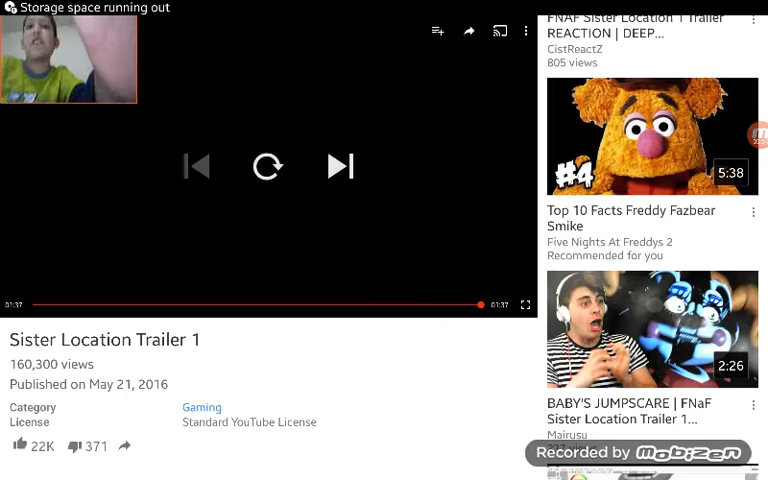 Storage space running out
01:37
01:37
Sister Location Trailer 1
160,300 views
Published on May 21, 2016
Category
Gaming
License
Standard YouTube License
22K
371
FNAF Sister Location 1 Trailer
REACTION | DEEP...
CistReactZ
805 views
#4
5:38
Top 10 Facts Freddy Fazbear
Smike
Five Nights At Freddys 2
Recommended for you
2:26
BABY'S JUMPSCARE | FNaF
Sister Location Trailer 1...
Mairusu
Recorded by Mobizen